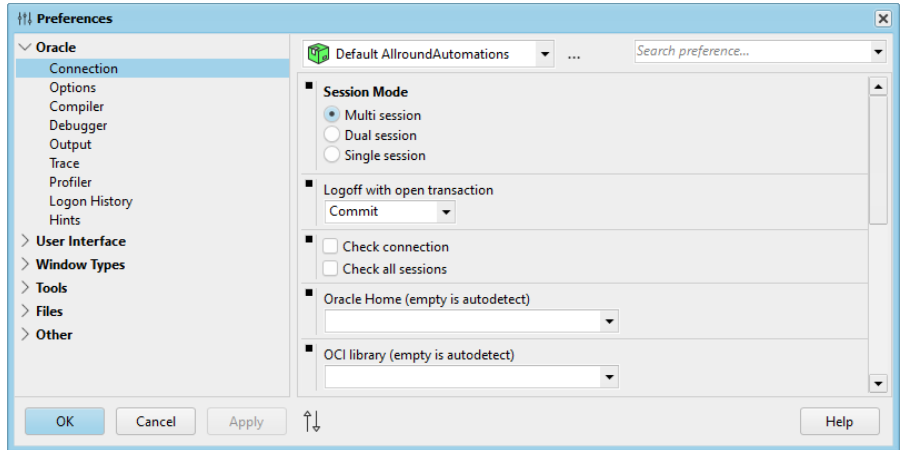 Preferences
Oracle
Connection
Options
Compiler
Debugger
Output
Trace
Profiler
Logon History
Hints
User Interface
Window Types
Tools
Files
Other
Default AllroundAutomations
...
Search preference...
Session Mode
Multi session
Dual session
Single session
Logoff with open transaction
Commit
Check connection
Check all sessions
Oracle Home (empty is autodetect)
OCI library (empty is autodetect)
OK
Cancel
Apply
Help